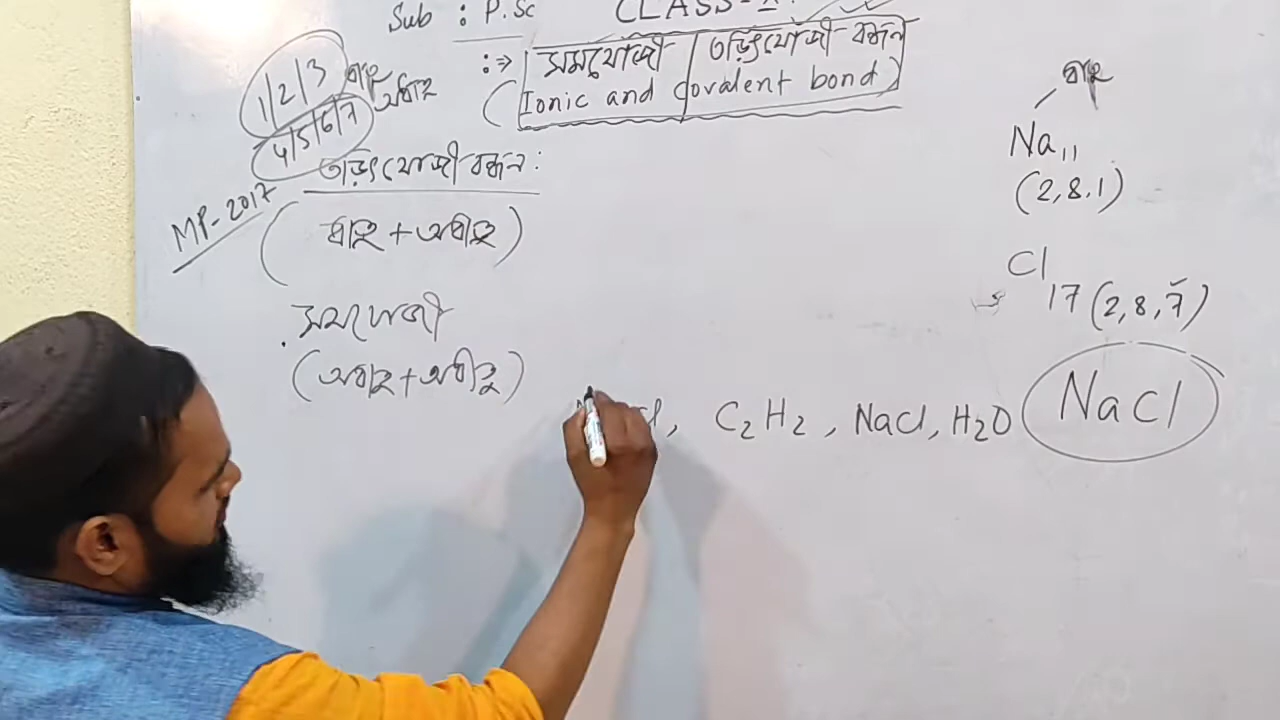 Sub : P.Sc CLASS-X
:⇒ সমযোজী / তড়িৎযোজী বন্ধন
(Ionic and covalent bond)
1/2/3 ধাতু
4/5/6/7 অধাতু
তড়িৎযোজী বন্ধন :
MP-2017
(ধাতু + অধাতু)
সমযোজী
(অধাতু + অধাতু)
ধাতু
Na 11
(2,8,1)
Cl
17 (2,8,7)
NaCl
C2H2, NaCl, H2O